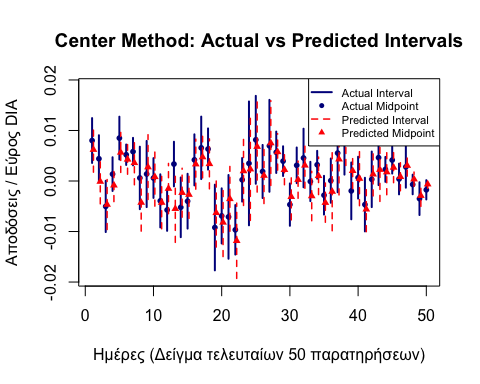 Center Method: Actual vs Predicted Intervals
Αποδόσεις / Εύρος DIA
0.02
0.01
0.00
-0.01
-0.02
Actual Interval
Actual Midpoint
Predicted Interval
Predicted Midpoint
0 10 20 30 40 50
Ημέρες (Δείγμα τελευταίων 50 παρατηρήσεων)